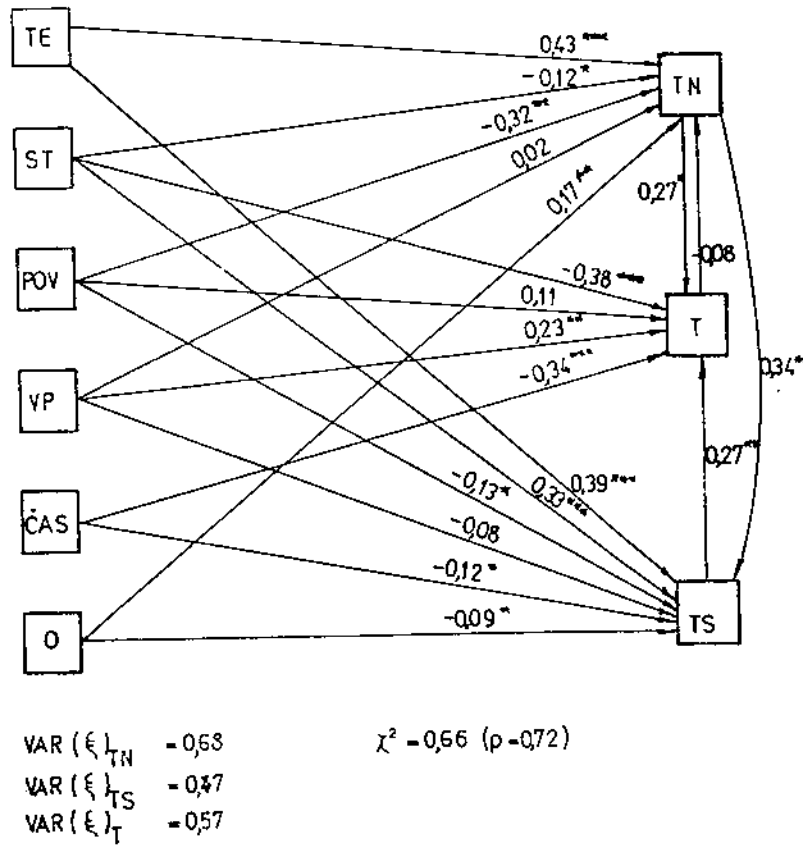 TE
0,43***
TN
-0,12*
ST
-0,32**
0,02
0,17**
0,27*
-0,08
POV
-0,38***
0,11
T
0,23**
VP
-0,34***
0,34*
0,27**
ČAS
-0,13*
0,33***
0,39***
-0,08
-0,12*
O
-0,09*
TS
VAR (ξ)TN = 0,68
χ² = 0,66 (p = 0,72)
VAR (ξ)TS = 0,47
VAR (ξ)T = 0,57